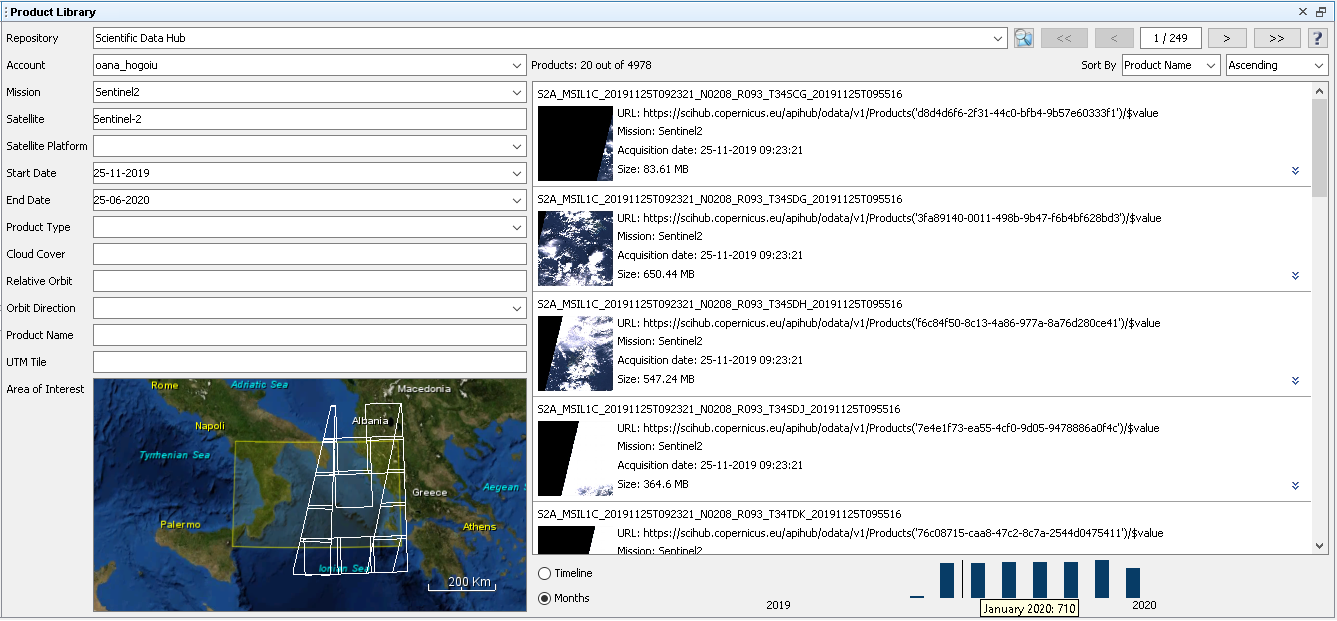 Product Library
Repository
Scientific Data Hub
<<
<
1 / 249
>
>>
?
Account
oana_hogoiu
Products: 20 out of 4978
Sort By
Product Name
Ascending
Mission
Sentinel2
Satellite
Sentinel-2
Satellite Platform
Start Date
25-11-2019
End Date
25-06-2020
Product Type
Cloud Cover
Relative Orbit
Orbit Direction
Product Name
UTM Tile
Area of Interest
Rome
Adriatic Sea
Macedonia
Napoli
Albania
Tyrrhenian Sea
Greece
Aegean
Palermo
Athens
Ionian Sea
200 Km
S2A_MSIL1C_20191125T092321_N0208_R093_T34SCG_20191125T095516
URL: https://scihub.copernicus.eu/apihub/odata/v1/Products('d8d4d6f6-2f31-44c0-bfb4-9b57e60333f1')/$value
Mission: Sentinel2
Acquisition date: 25-11-2019 09:23:21
Size: 83.61 MB
S2A_MSIL1C_20191125T092321_N0208_R093_T34SDG_20191125T095516
URL: https://scihub.copernicus.eu/apihub/odata/v1/Products('3fa89140-0011-498b-9b47-f6b4bf628bd3')/$value
Mission: Sentinel2
Acquisition date: 25-11-2019 09:23:21
Size: 650.44 MB
S2A_MSIL1C_20191125T092321_N0208_R093_T34SDH_20191125T095516
URL: https://scihub.copernicus.eu/apihub/odata/v1/Products('f6c84f50-8c13-4a86-977a-8a76d280ce41')/$value
Mission: Sentinel2
Acquisition date: 25-11-2019 09:23:21
Size: 547.24 MB
S2A_MSIL1C_20191125T092321_N0208_R093_T34SDJ_20191125T095516
URL: https://scihub.copernicus.eu/apihub/odata/v1/Products('7e4e1f73-ea55-4cf0-9d05-9478886a0f4c')/$value
Mission: Sentinel2
Acquisition date: 25-11-2019 09:23:21
Size: 364.6 MB
S2A_MSIL1C_20191125T092321_N0208_R093_T34TDK_20191125T095516
URL: https://scihub.copernicus.eu/apihub/odata/v1/Products('76c08715-caa8-47c2-8c7a-2544d0475411')/$value
Mission: Sentinel2
Timeline
Months
2019
January 2020: 710
2020